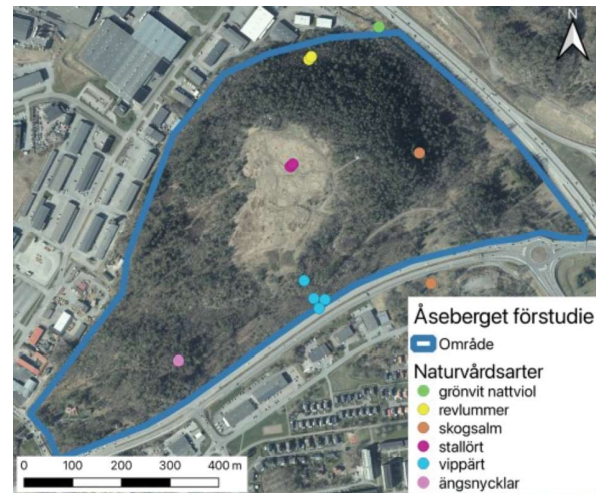 N
Åseberget förstudie
Område
Naturvårdsarter
grönvit nattviol
revlummer
skogsalm
stallört
vippärt
ängsnycklar
0 100 200 300 400 m